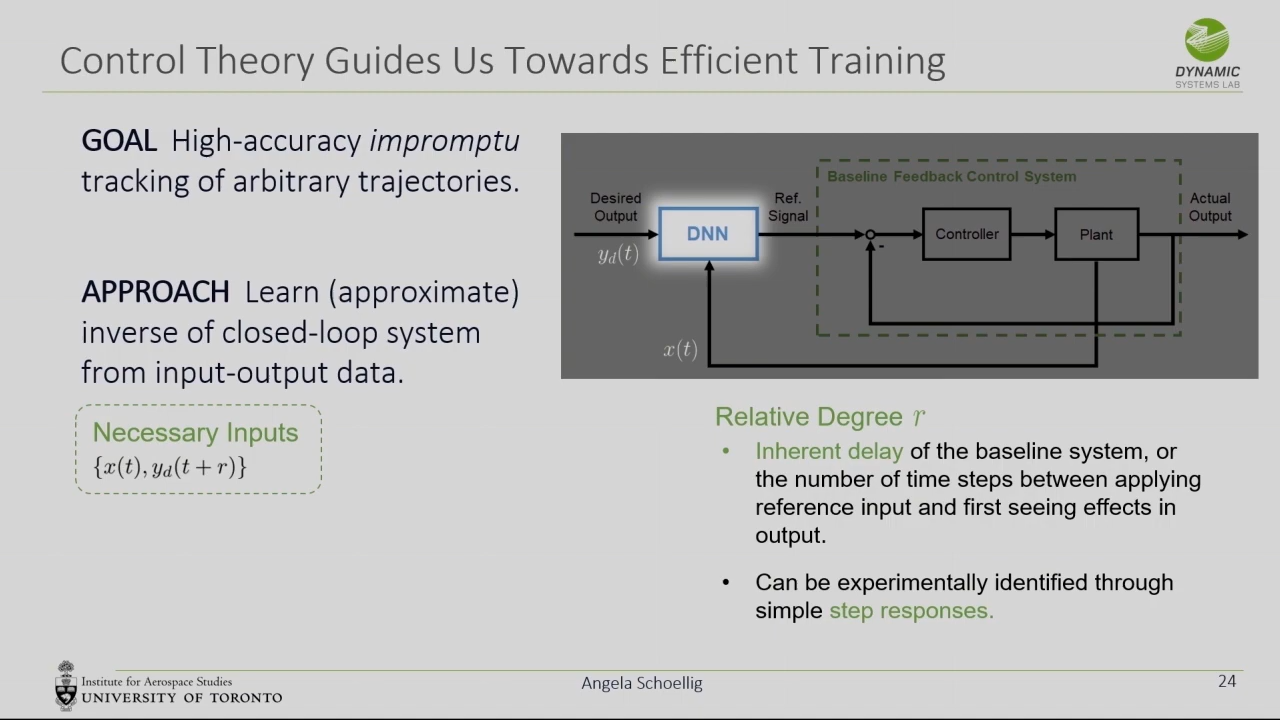 Control Theory Guides Us Towards Efficient Training
DYNAMIC
SYSTEMS LAB
GOAL High-accuracy impromptu
tracking of arbitrary trajectories.
APPROACH Learn (approximate)
inverse of closed-loop system
from input-output data.
Necessary Inputs
{x(t), y_d(t + r)}
Baseline Feedback Control System
Desired
Output
y_d(t)
DNN
Ref.
Signal
-
Controller
Plant
Actual
Output
x(t)
Relative Degree r
• Inherent delay of the baseline system, or
the number of time steps between applying
reference input and first seeing effects in
output.
• Can be experimentally identified through
simple step responses.
Institute for Aerospace Studies
UNIVERSITY OF TORONTO
Angela Schoellig
24